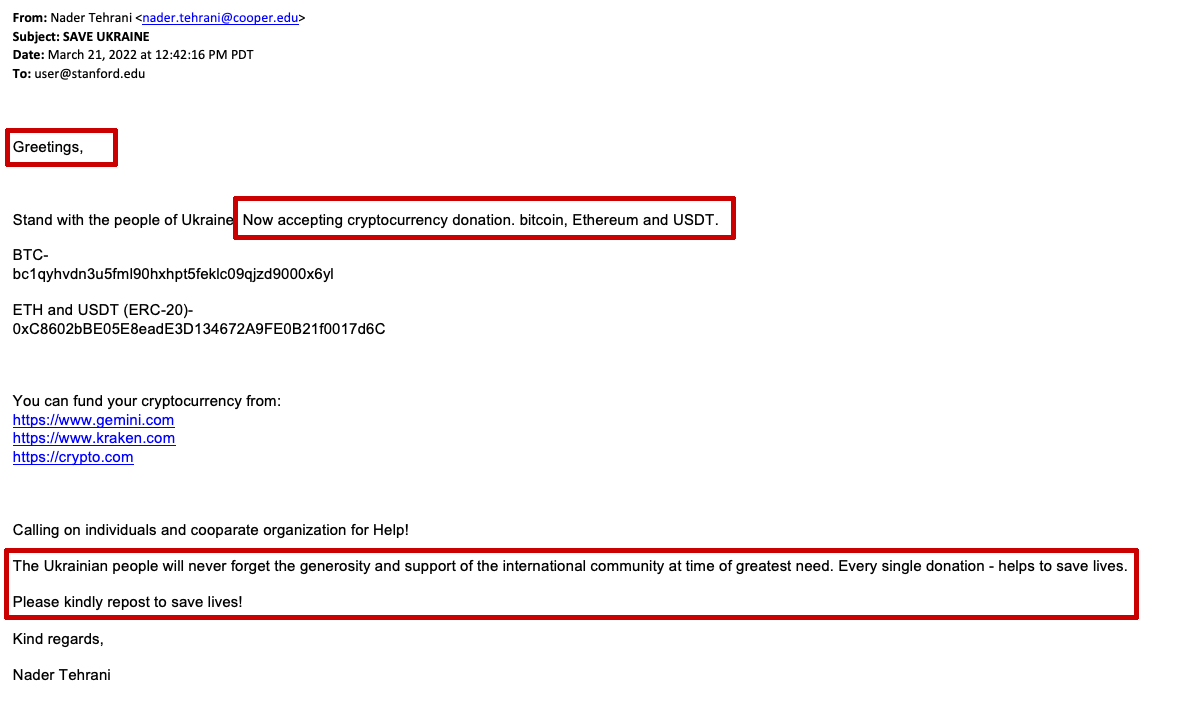 From: Nader Tehrani <nader.tehrani@cooper.edu>
Subject: SAVE UKRAINE
Date: March 21, 2022 at 12:42:16 PM PDT
To: user@stanford.edu
Greetings,
Stand with the people of Ukraine Now accepting cryptocurrency donation. bitcoin, Ethereum and USDT.
BTC-
bc1qyhvdn3u5fml90hxhpt5feklc09qjzd9000x6yl
ETH and USDT (ERC-20)-
0xC8602bBE05E8eadE3D134672A9FE0B21f0017d6C
You can fund your cryptocurrency from:
https://www.gemini.com
https://www.kraken.com
https://crypto.com
Calling on individuals and cooparate organization for Help!
The Ukrainian people will never forget the generosity and support of the international community at time of greatest need. Every single donation - helps to save lives.
Please kindly repost to save lives!
Kind regards,
Nader Tehrani